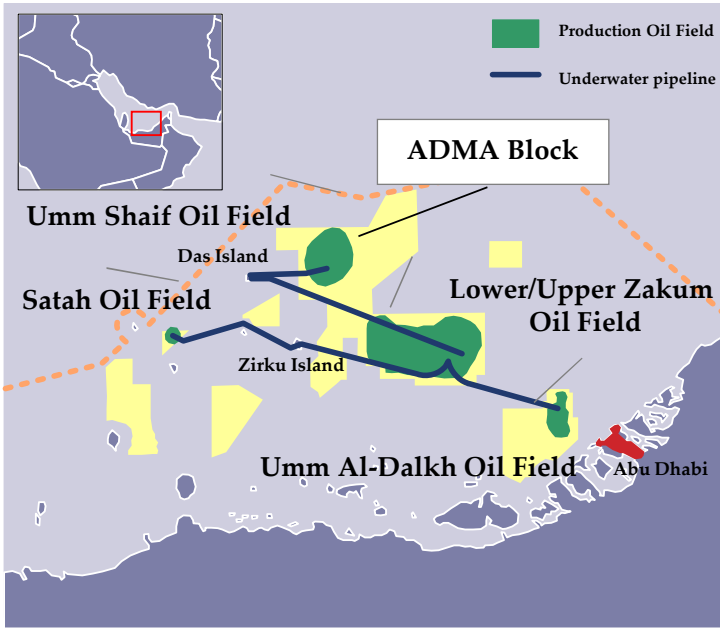 Production Oil Field
Underwater pipeline
ADMA Block
Umm Shaif Oil Field
Das Island
Satah Oil Field
Lower/Upper Zakum
Oil Field
Zirku Island
Umm Al-Dalkh Oil Field
Abu Dhabi